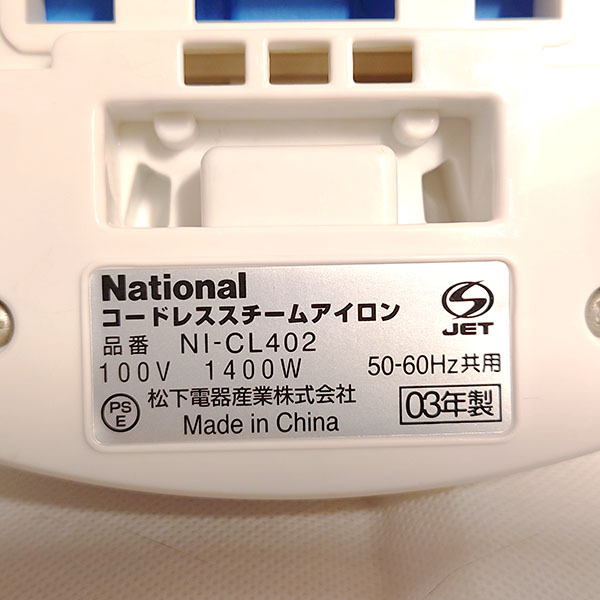 National
コードレススチームアイロン
品番 NI-CL402
100V 1400W 50-60Hz共用
PS E 松下電器産業株式会社 03年製
Made in China
S JET